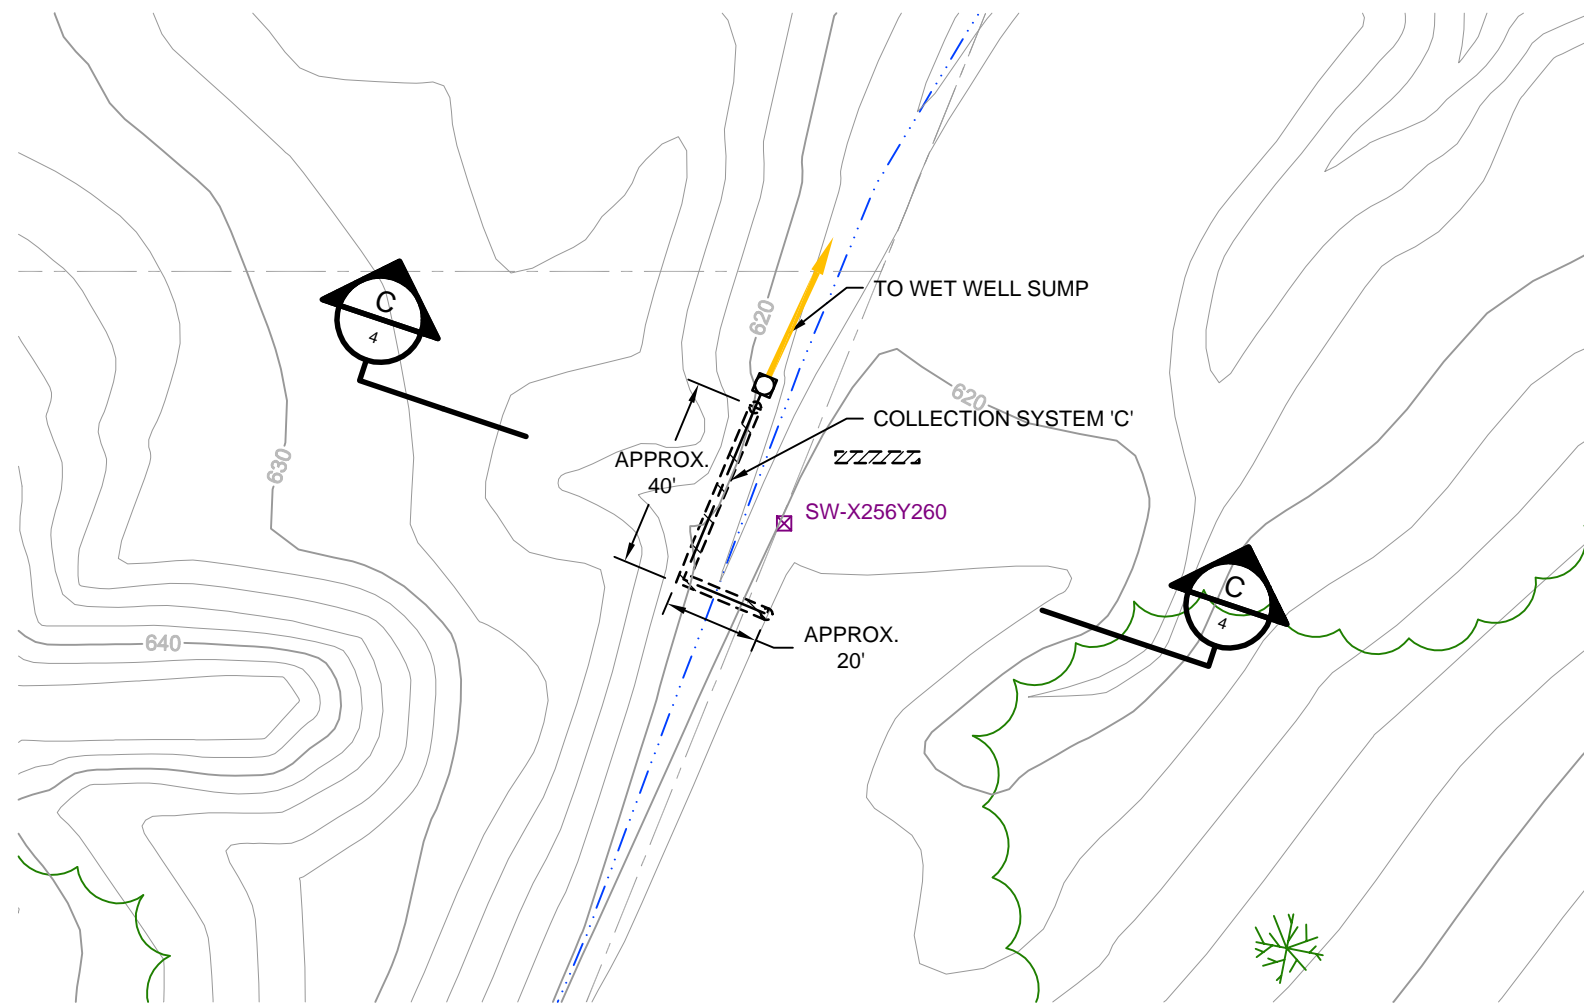 C
4
620
TO WET WELL SUMP
620
COLLECTION SYSTEM 'C'
APPROX.
40'
630
SW-X256Y260
C
4
640
APPROX.
20'